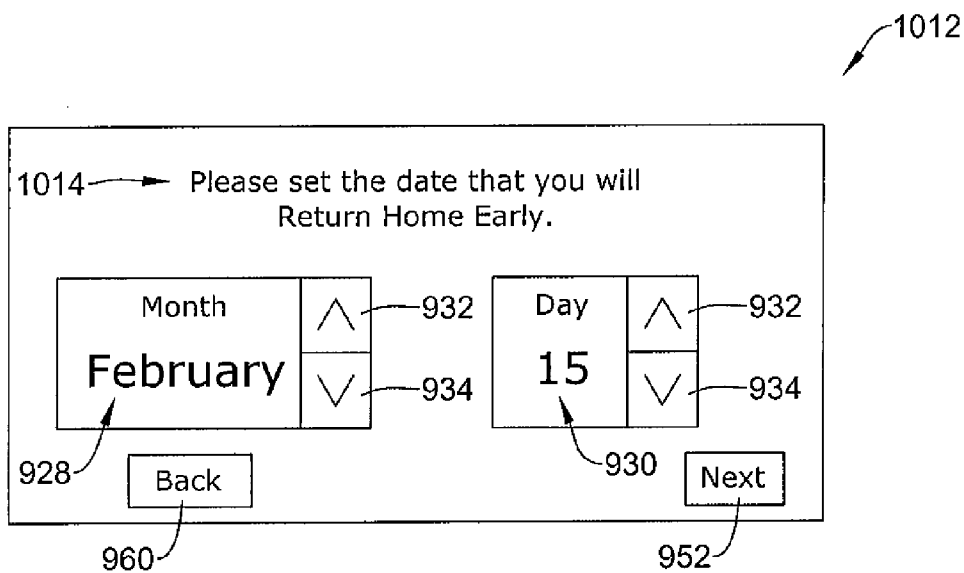 1012
1014 Please set the date that you will
Return Home Early.
Month 932 Day 932
February 934 15 934
928 Back 930 Next
960 952